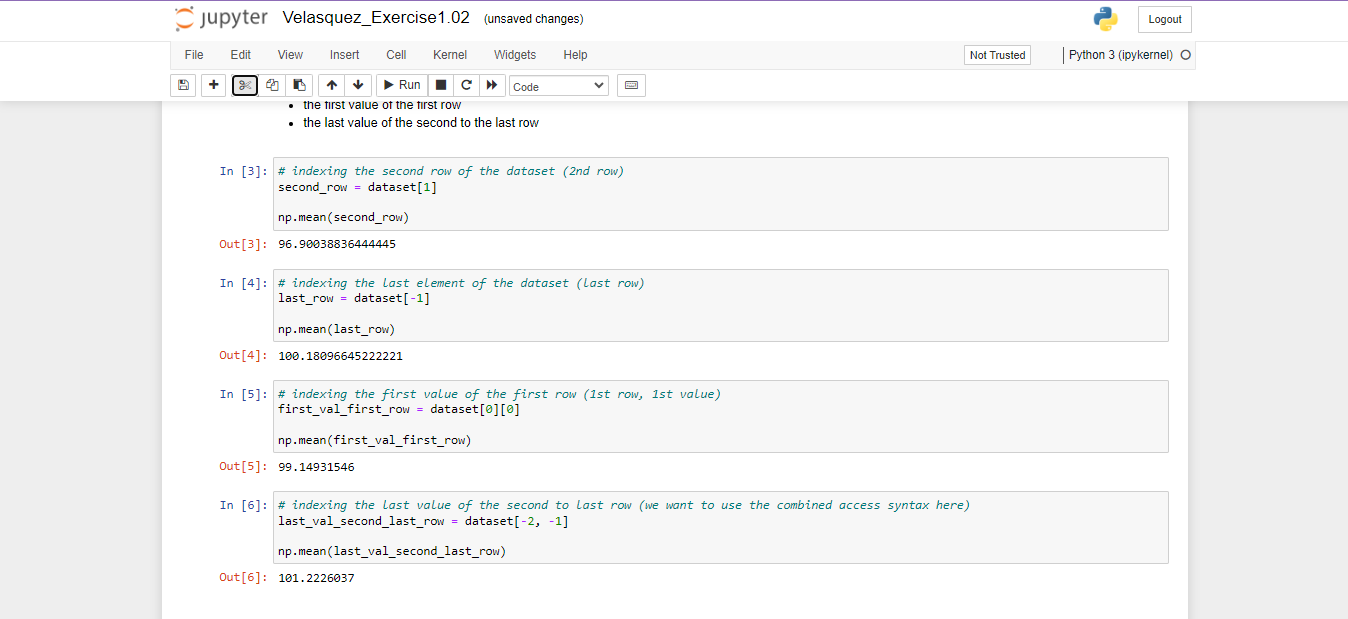 jupyter Velasquez_Exercise1.02 (unsaved changes) Logout
File Edit View Insert Cell Kernel Widgets Help Not Trusted Python 3 (ipykernel)
Run Code
• the first value of the first row
• the last value of the second to the last row
In [3]: # indexing the second row of the dataset (2nd row)
second_row = dataset[1]
np.mean(second_row)
Out[3]: 96.90038836444445
In [4]: # indexing the last element of the dataset (last row)
last_row = dataset[-1]
np.mean(last_row)
Out[4]: 100.18096645222221
In [5]: # indexing the first value of the first row (1st row, 1st value)
first_val_first_row = dataset[0][0]
np.mean(first_val_first_row)
Out[5]: 99.14931546
In [6]: # indexing the last value of the second to last row (we want to use the combined access syntax here)
last_val_second_last_row = dataset[-2, -1]
np.mean(last_val_second_last_row)
Out[6]: 101.2226037